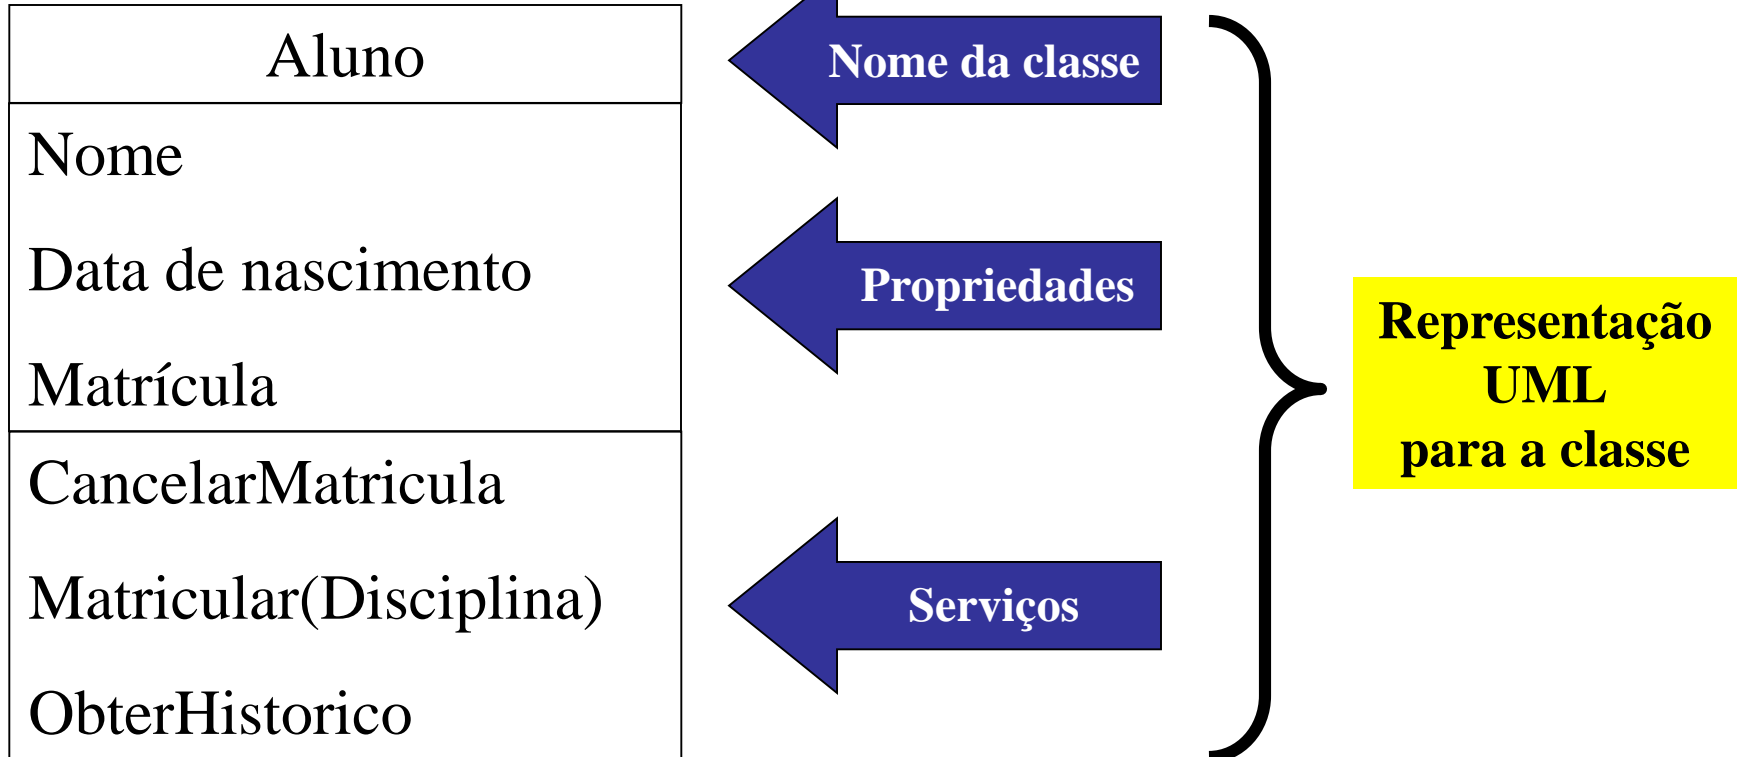 Aluno
Nome
Data de nascimento
Matrícula
CancelarMatricula
Matricular(Disciplina)
ObterHistorico
Nome da classe
Propriedades
Serviços
Representação
UML
para a classe